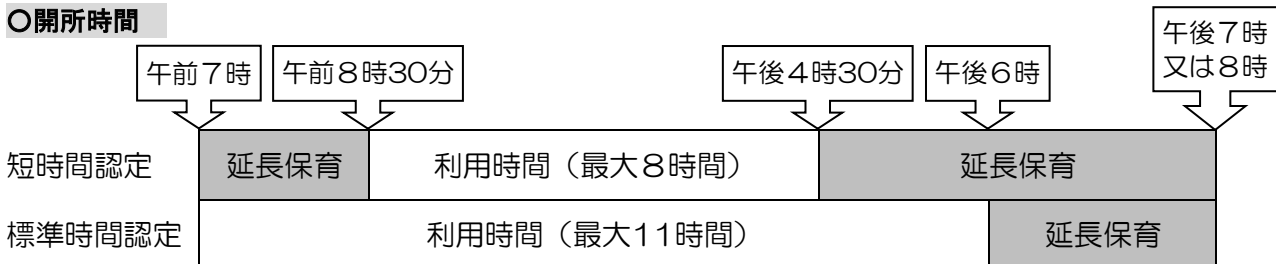 〇開所時間
午前7時
午前8時30分
午後4時30分
午後6時
午後7時
又は8時
短時間認定
延長保育
利用時間（最大8時間）
延長保育
標準時間認定
利用時間（最大11時間）
延長保育